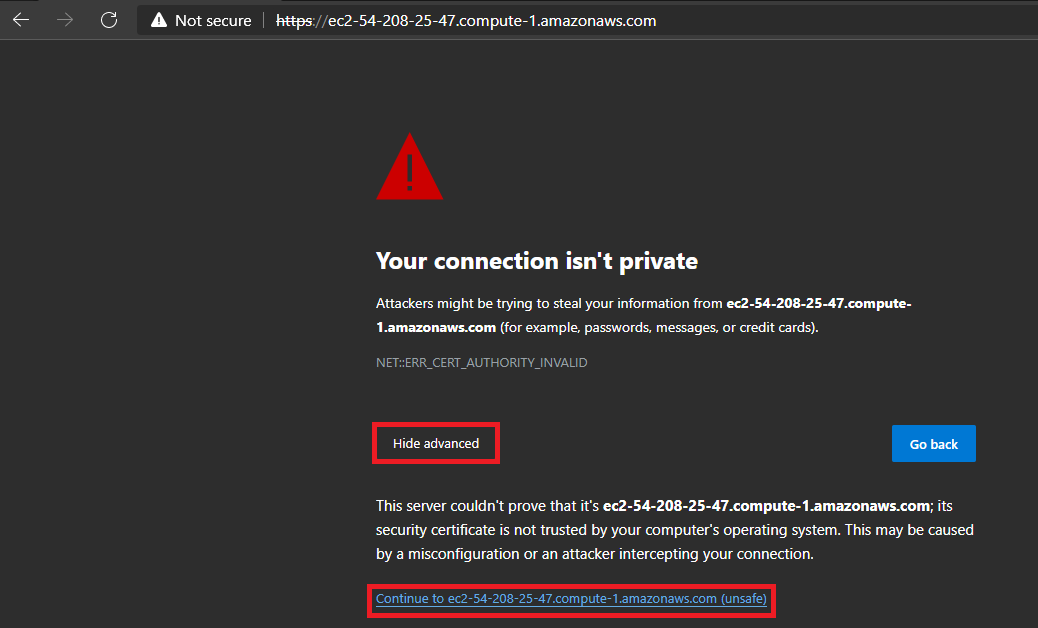 Not secure https://ec2-54-208-25-47.compute-1.amazonaws.com
Your connection isn't private
Attackers might be trying to steal your information from ec2-54-208-25-47.compute-
1.amazonaws.com (for example, passwords, messages, or credit cards).
NET::ERR_CERT_AUTHORITY_INVALID
Hide advanced
Go back
This server couldn't prove that it's ec2-54-208-25-47.compute-1.amazonaws.com; its
security certificate is not trusted by your computer's operating system. This may be caused
by a misconfiguration or an attacker intercepting your connection.
Continue to ec2-54-208-25-47.compute-1.amazonaws.com (unsafe)